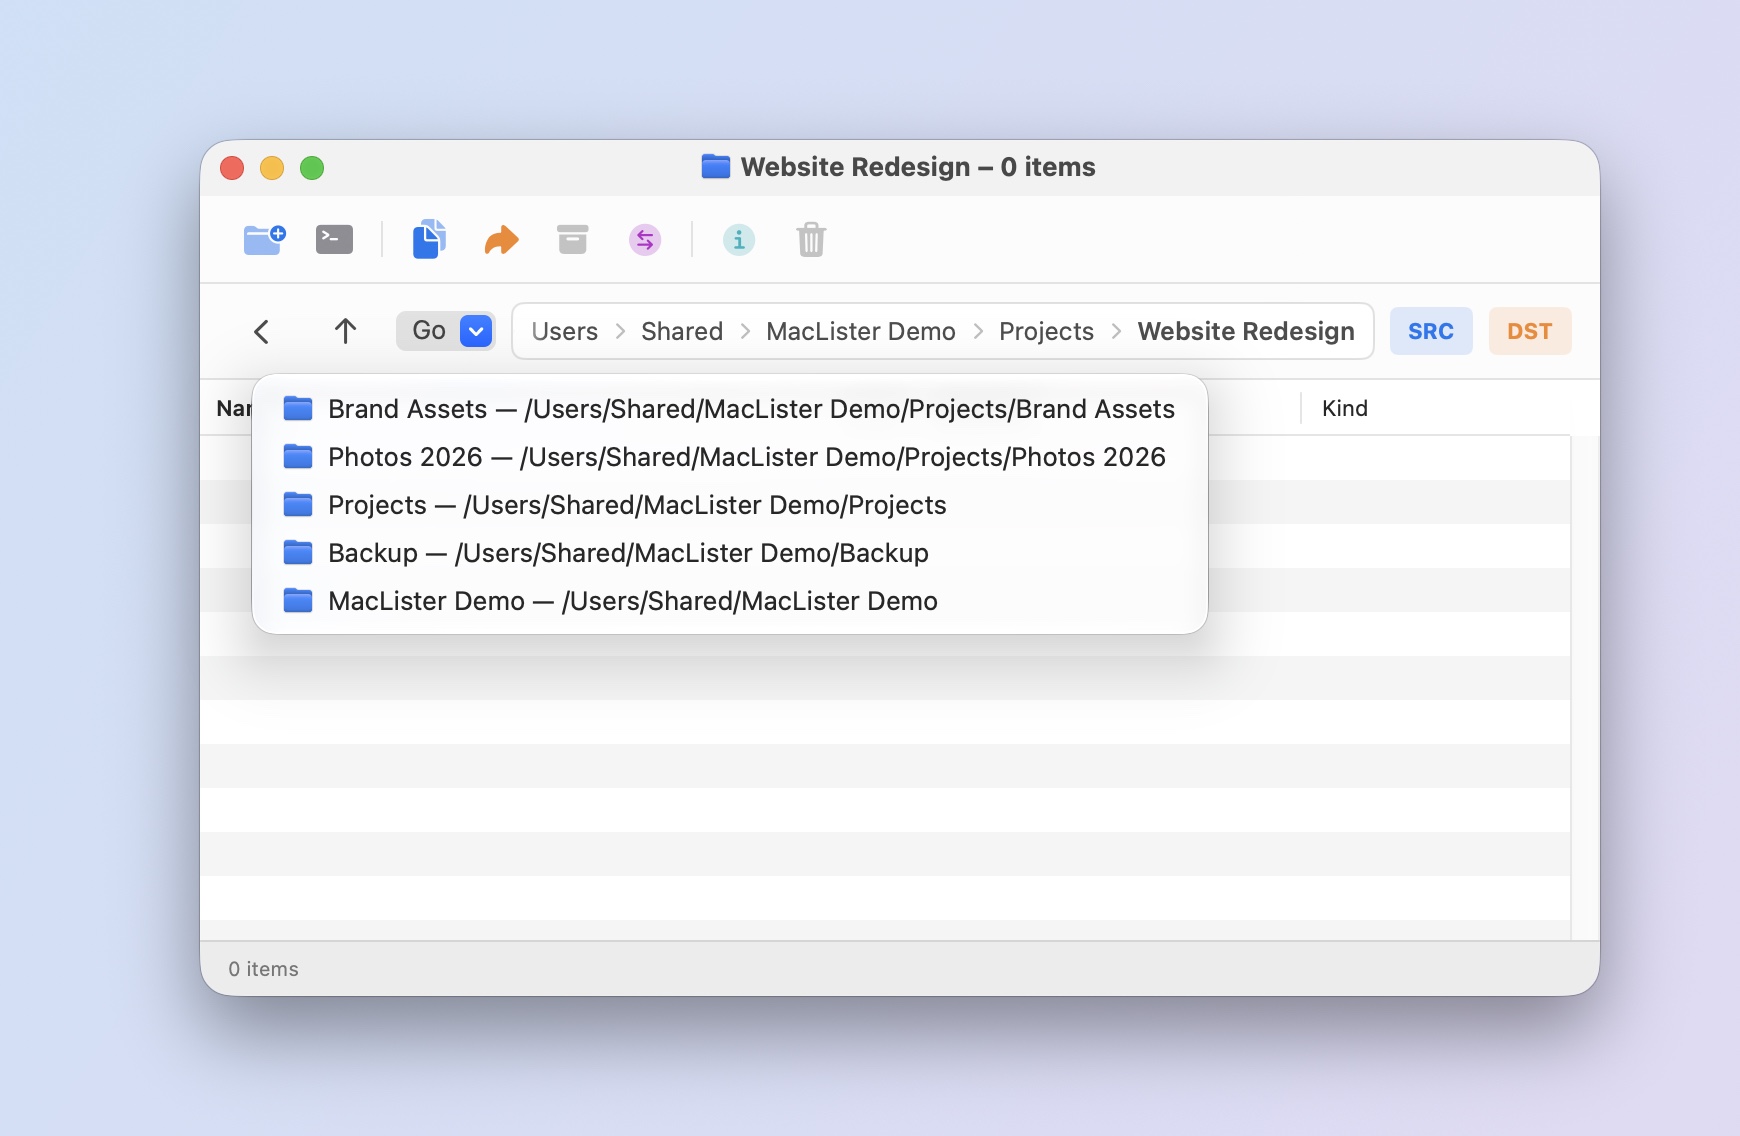 Website Redesign – 0 items
Go
Users > Shared > MacLister Demo > Projects > Website Redesign
SRC
DST
Kind
Brand Assets — /Users/Shared/MacLister Demo/Projects/Brand Assets
Photos 2026 — /Users/Shared/MacLister Demo/Projects/Photos 2026
Projects — /Users/Shared/MacLister Demo/Projects
Backup — /Users/Shared/MacLister Demo/Backup
MacLister Demo — /Users/Shared/MacLister Demo
0 items